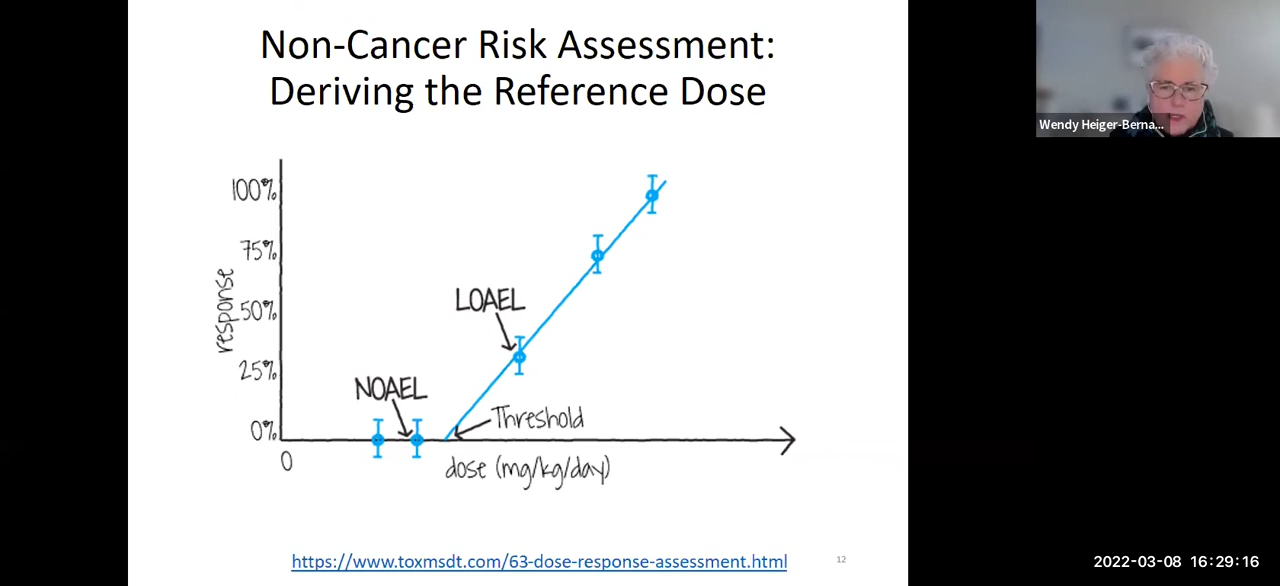 Non-Cancer Risk Assessment:
Deriving the Reference Dose
Wendy Heiger-Berna...
100%
75%
50%
25%
0%
response
LOAEL
NOAEL
Threshold
0
dose (mg/kg/day)
https://www.toxmsdt.com/63-dose-response-assessment.html
12
2022-03-08 16:29:16